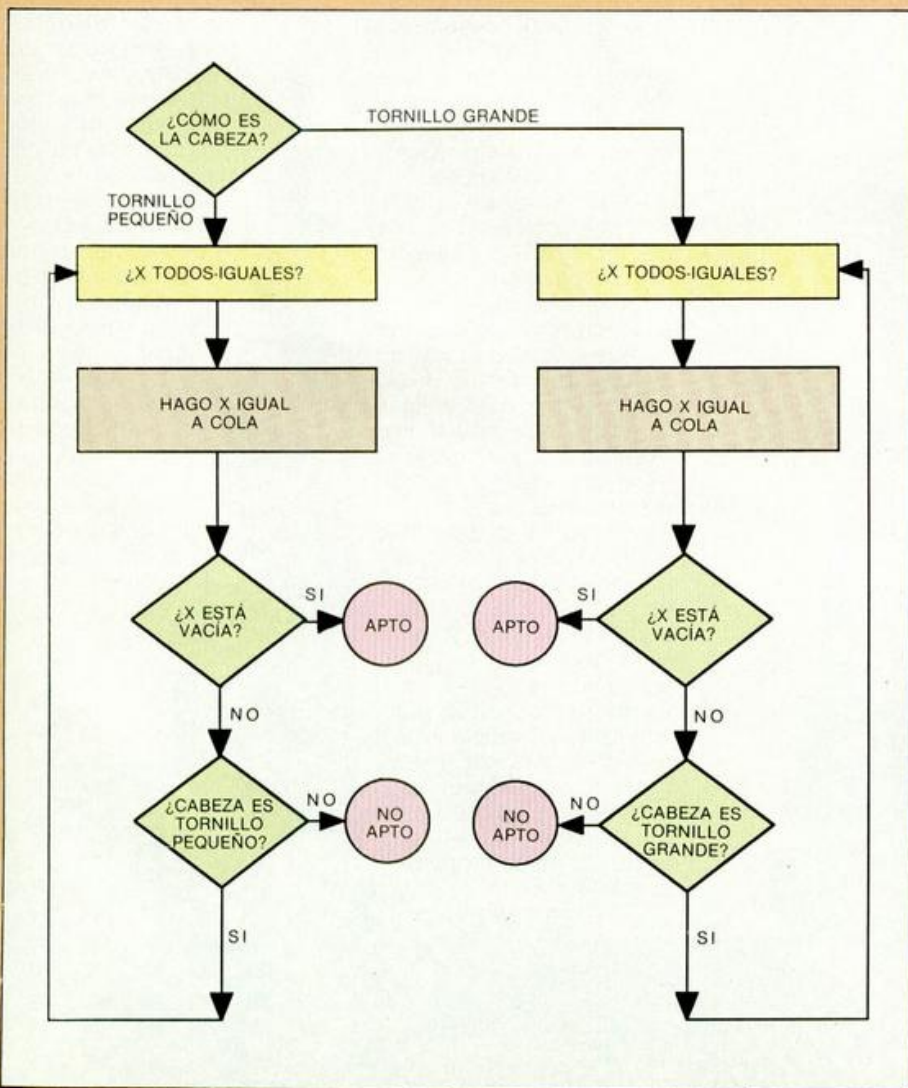 ¿CÓMO ES
LA CABEZA?
TORNILLO GRANDE
TORNILLO
PEQUEÑO
¿X TODOS-IGUALES?
¿X TODOS-IGUALES?
HAGO X IGUAL
A COLA
HAGO X IGUAL
A COLA
¿X ESTÁ
VACÍA?
SI
APTO
APTO
SI
¿X ESTÁ
VACÍA?
NO
NO
¿CABEZA ES
TORNILLO
PEQUEÑO?
NO
NO
APTO
NO
APTO
NO
¿CABEZA ES
TORNILLO
GRANDE?
SI
SI